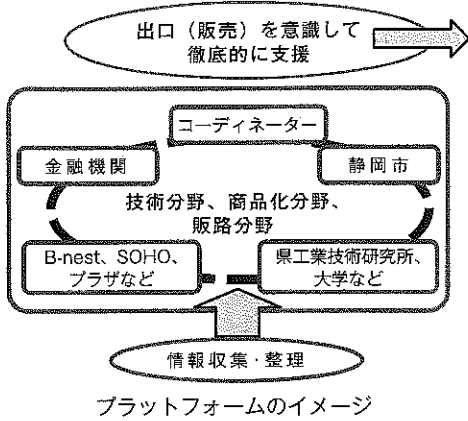 出口（販売）を意識して
徹底的に支援
コーディネーター
金融機関
静岡市
技術分野、商品化分野、
販路分野
B-nest、SOHO、
プラザなど
県工業技術研究所、
大学など
情報収集・整理
プラットフォームのイメージ